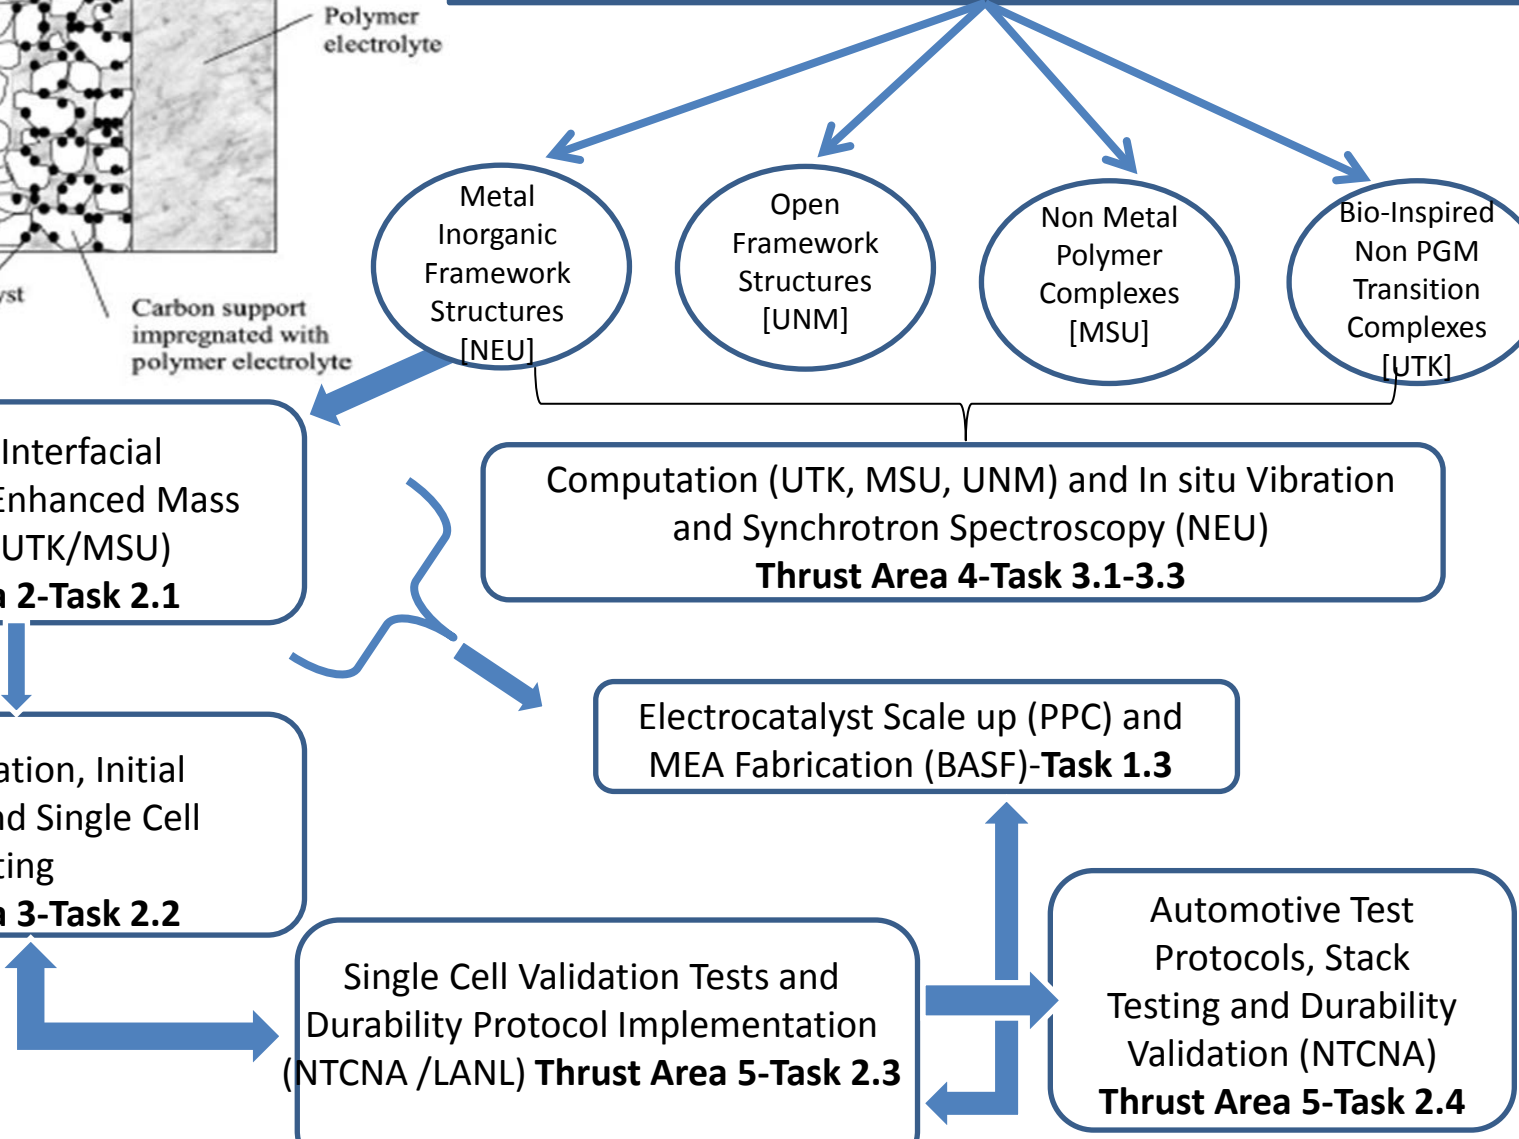 Polymer
electrolyte
Carbon support
impregnated with
polymer electrolyte
Metal
Inorganic
Framework
Structures
[NEU]
Open
Framework
Structures
[UNM]
Non Metal
Polymer
Complexes
[MSU]
Bio-Inspired
Non PGM
Transition
Complexes
[UTK]
Interfacial
Enhanced Mass
UTK/MSU)
2-Task 2.1
Computation (UTK, MSU, UNM) and In situ Vibration
and Synchrotron Spectroscopy (NEU)
Thrust Area 4-Task 3.1-3.3
Electrocatalyst Scale up (PPC) and
MEA Fabrication (BASF)-Task 1.3
, Initial
Single Cell
3-Task 2.2
Single Cell Validation Tests and
Durability Protocol Implementation
(NTCNA /LANL) Thrust Area 5-Task 2.3
Automotive Test
Protocols, Stack
Testing and Durability
Validation (NTCNA)
Thrust Area 5-Task 2.4